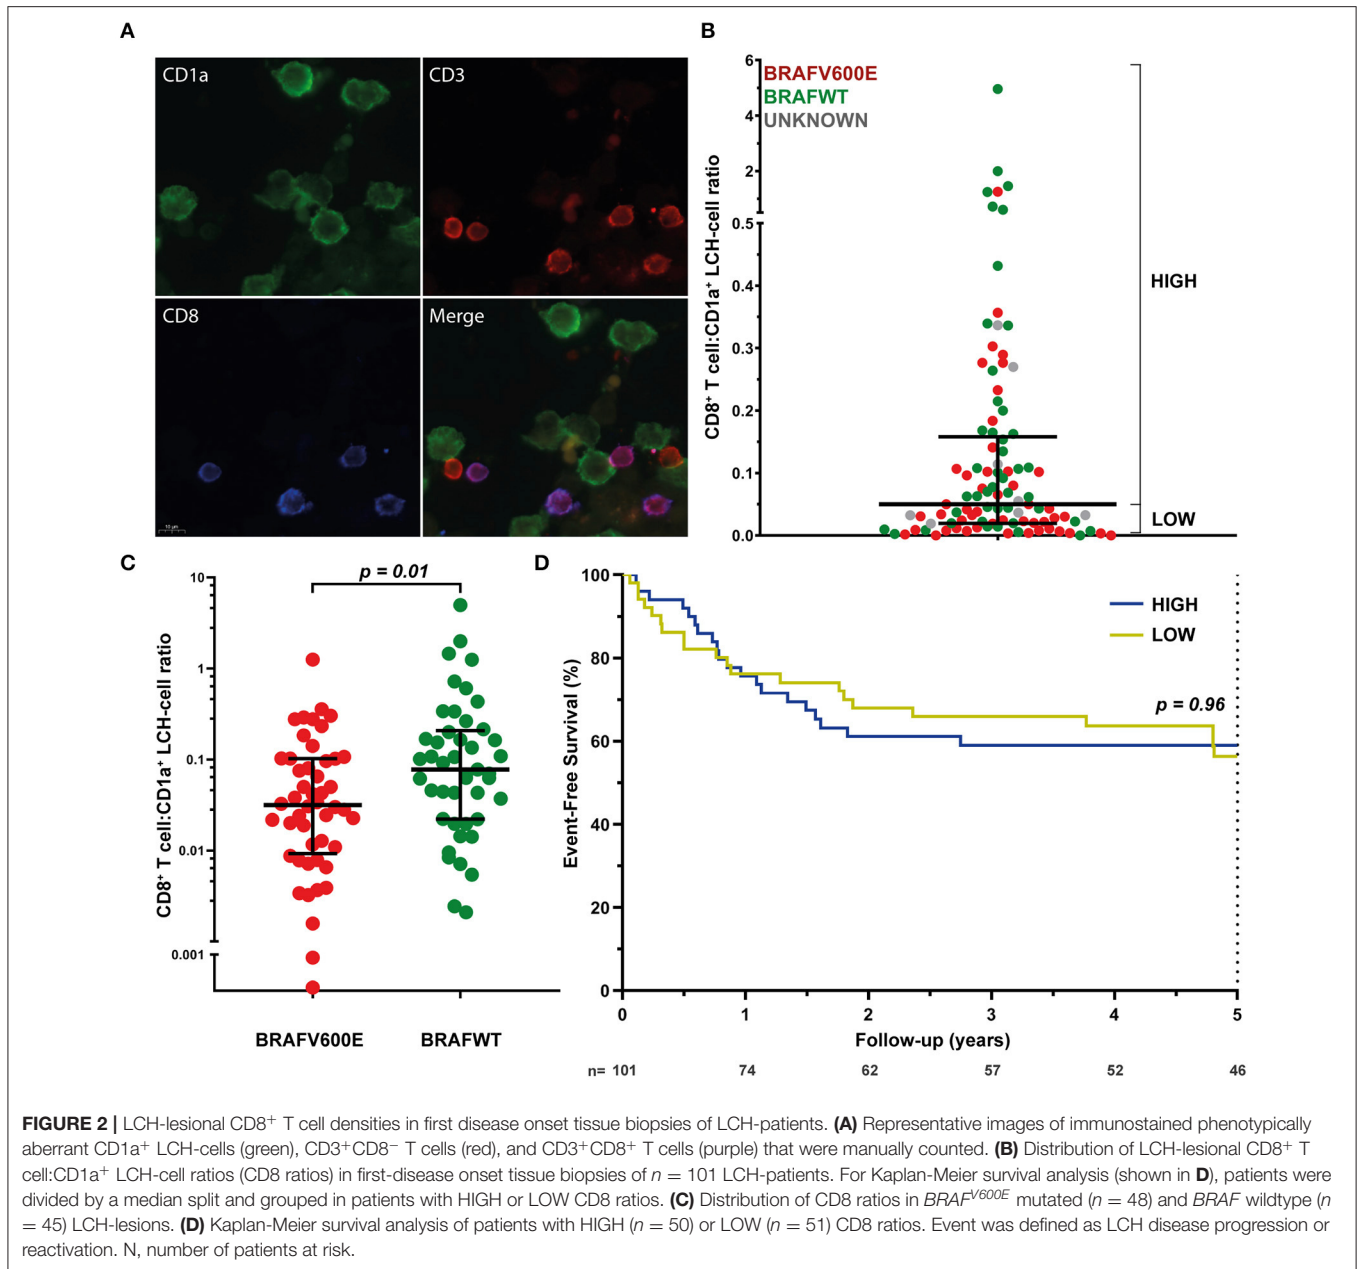 A
CD1a
CD3
CD8
Merge
10 μm
B
BRAFV600E
BRAFWT
UNKNOWN
CD8⁺ T cell:CD1a⁺ LCH-cell ratio
6
4
2
0.5
0.4
0.3
0.2
0.1
0.0
HIGH
LOW
C
p = 0.01
CD8⁺ T cell:CD1a⁺ LCH-cell ratio
10
1
0.1
0.01
0.001
BRAFV600E
BRAFWT
D
Event-Free Survival (%)
100
80
60
40
20
0
HIGH
LOW
p = 0.96
0 1 2 3 4 5
Follow-up (years)
n= 101 74 62 57 52 46
FIGURE 2 | LCH-lesional CD8⁺ T cell densities in first disease onset tissue biopsies of LCH-patients. (A) Representative images of immunostained phenotypically
aberrant CD1a⁺ LCH-cells (green), CD3⁺CD8⁻ T cells (red), and CD3⁺CD8⁺ T cells (purple) that were manually counted. (B) Distribution of LCH-lesional CD8⁺ T
cell:CD1a⁺ LCH-cell ratios (CD8 ratios) in first-disease onset tissue biopsies of n = 101 LCH-patients. For Kaplan-Meier survival analysis (shown in D), patients were
divided by a median split and grouped in patients with HIGH or LOW CD8 ratios. (C) Distribution of CD8 ratios in BRAFⱽ⁶⁰⁰ᴱ mutated (n = 48) and BRAF wildtype (n
= 45) LCH-lesions. (D) Kaplan-Meier survival analysis of patients with HIGH (n = 50) or LOW (n = 51) CD8 ratios. Event was defined as LCH disease progression or
reactivation. N, number of patients at risk.